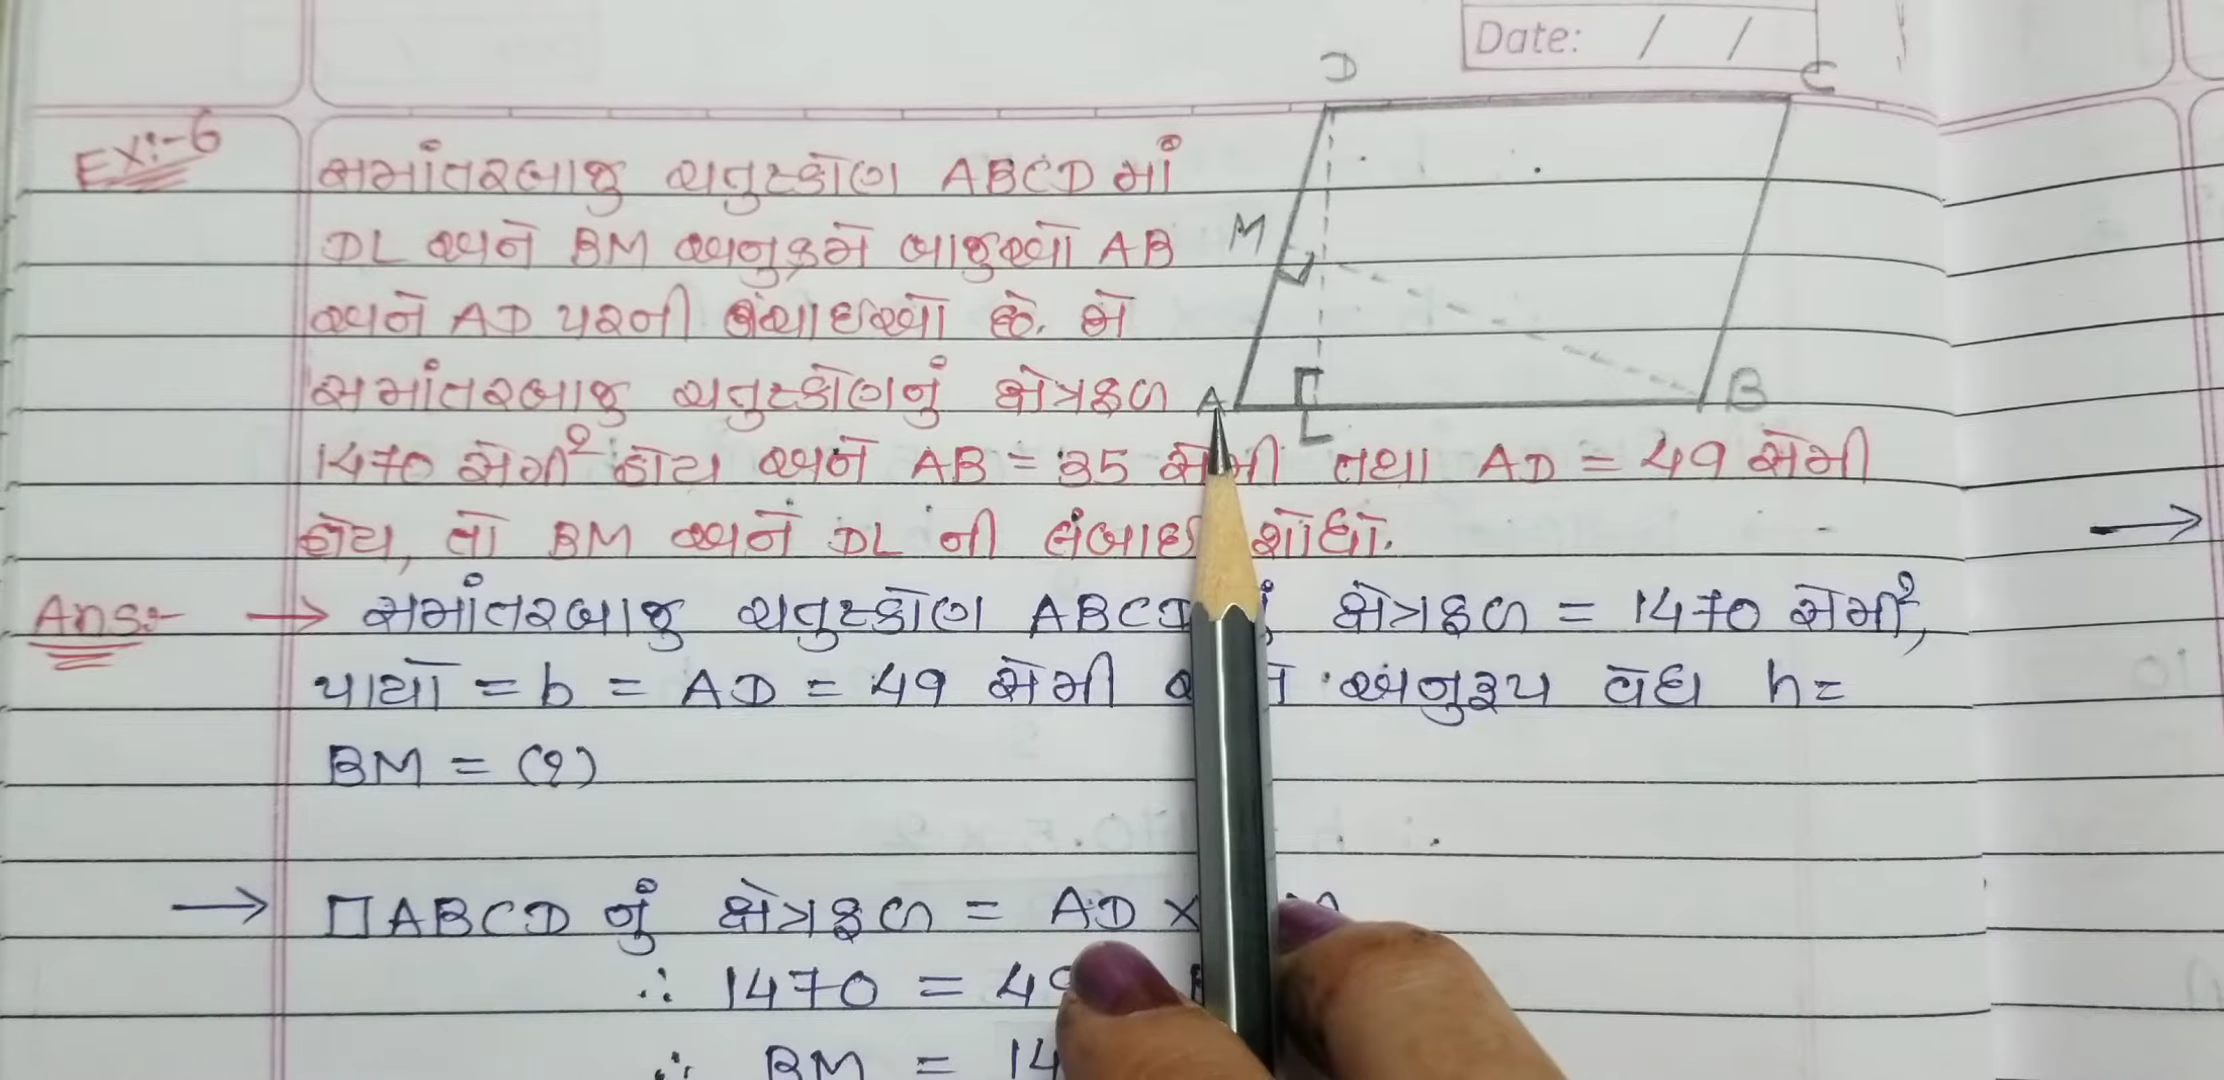 Date: / /
D C
Ex:-6
સમાંતરબાજુ ચતુષ્કોણ ABCD માં
DL અને BM અનુક્રમે બાજુઓ AB
M
અને AD પરની ઊંચાઈઓ છે. જો
સમાંતરબાજુ ચતુષ્કોણનું ક્ષેત્રફળ
A B
L
1470 સેમી² હોય અને AB = 35 સેમી તથા AD = 49 સેમી
હોય, તો BM અને DL ની લંબાઈ શોધો.
Ans:- → સમાંતરબાજુ ચતુષ્કોણ ABCD નું ક્ષેત્રફળ = 1470 સેમી²,
પાયો = b = AD = 49 સેમી અનુરૂપ વેધ h =
BM = (?)
→ □ABCD નું ક્ષેત્રફળ = AD ×
∴ 1470 = 49
∴ BM = 14